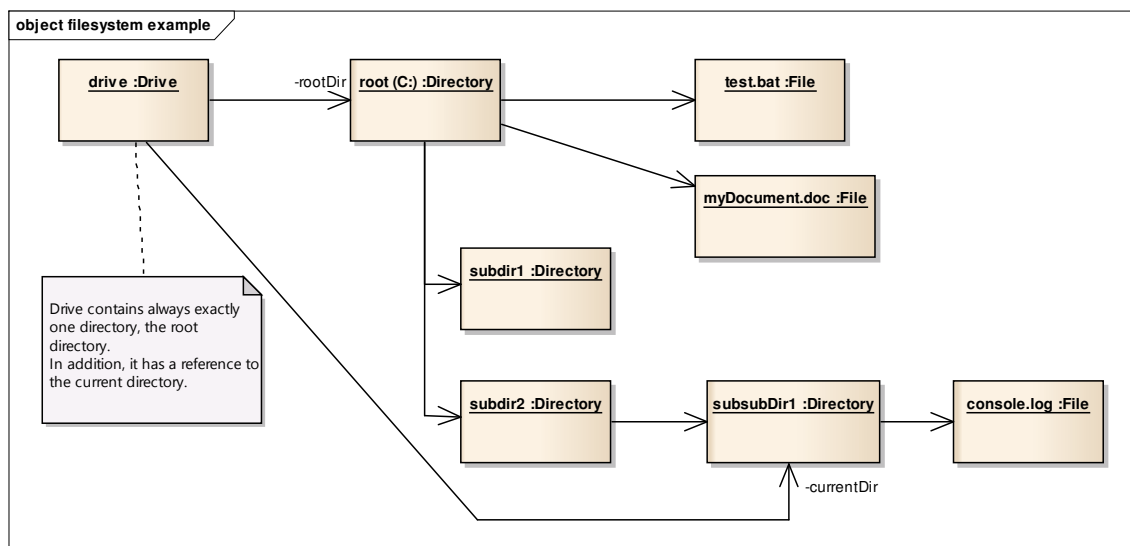 object filesystem example
drive :Drive
-rootDir
root (C:) :Directory
test.bat :File
myDocument.doc :File
subdir1 :Directory
Drive contains always exactly
one directory, the root
directory.
In addition, it has a reference to
the current directory.
subdir2 :Directory
subsubDir1 :Directory
console.log :File
-currentDir